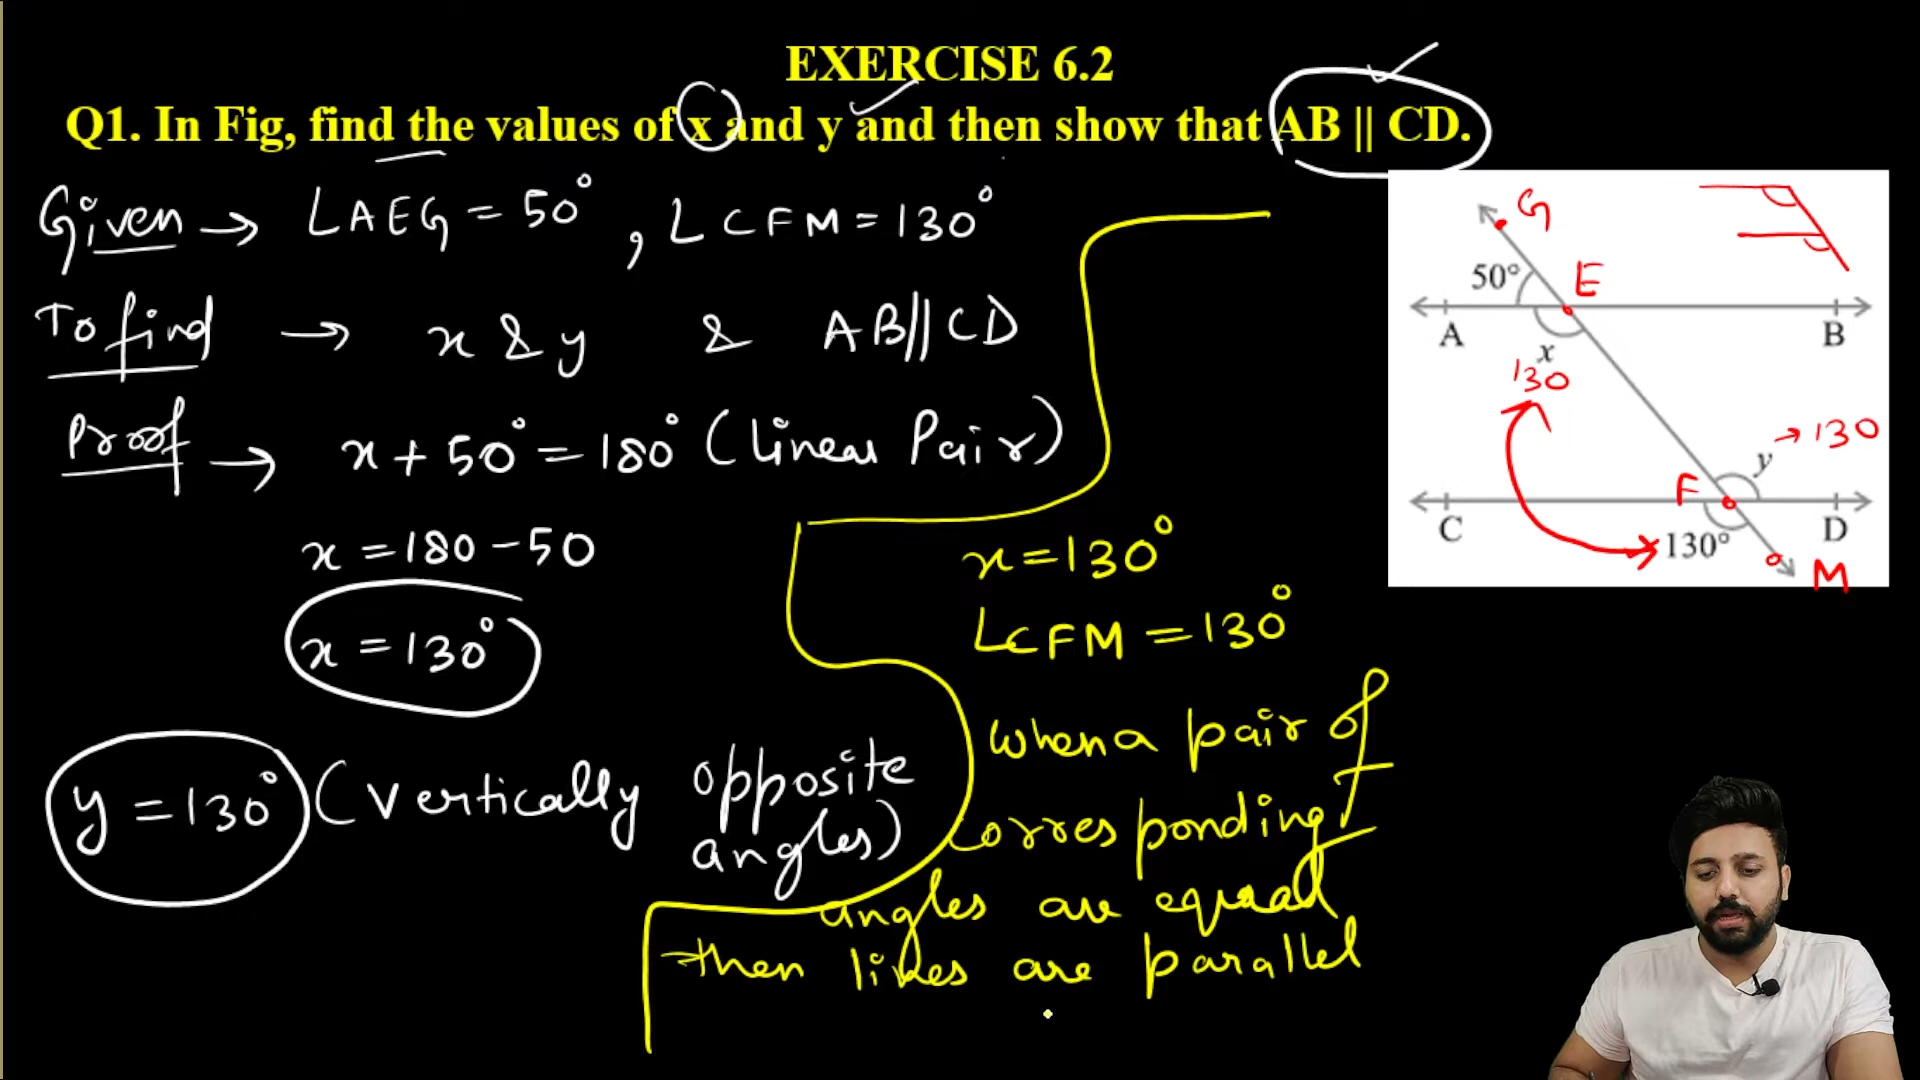 EXERCISE 6.2
Q1. In Fig, find the values of x and y and then show that AB || CD.
Given → ∠AEG = 50°, ∠CFM = 130°
To find → x & y & AB || CD
Proof → x + 50° = 180° (Linear Pair)
x = 180 - 50
x = 130°
y = 130° (Vertically opposite
angles)
x = 130°
∠CFM = 130°
When a pair of
corresponding
angles are equal
then lines are parallel
G
50°
E
A
B
x
130
→ 130
y
F
C
130°
D
M